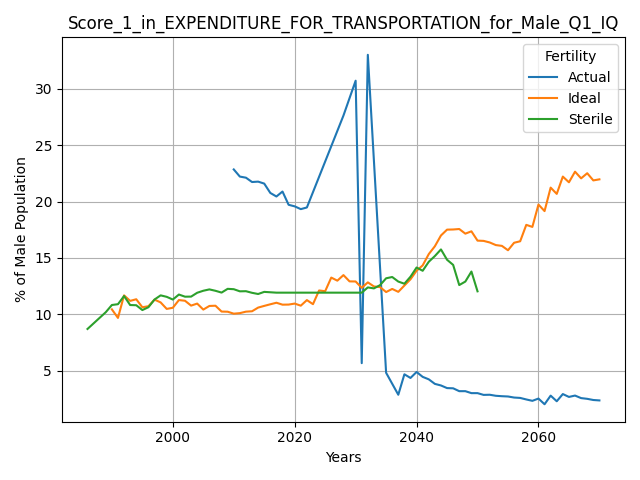 Score_1_in_EXPENDITURE_FOR_TRANSPORTATION_for_Male_Q1_IQ
% of Male Population
30
25
20
15
10
5
2000
2020
2040
2060
Years
Fertility
Actual
Ideal
Sterile